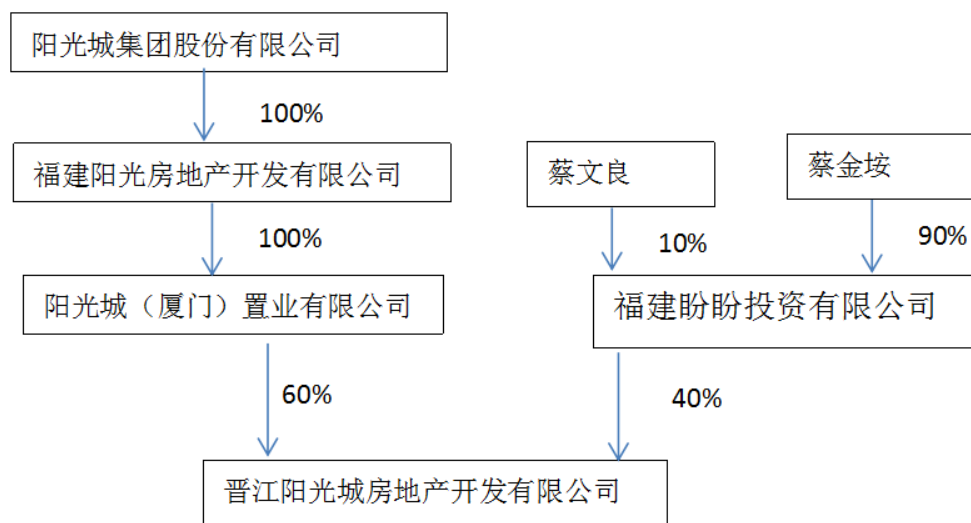 阳光城集团股份有限公司
100%
福建阳光房地产开发有限公司
蔡文良
蔡金垵
100%
10%
90%
阳光城（厦门）置业有限公司
福建盼盼投资有限公司
60%
40%
晋江阳光城房地产开发有限公司